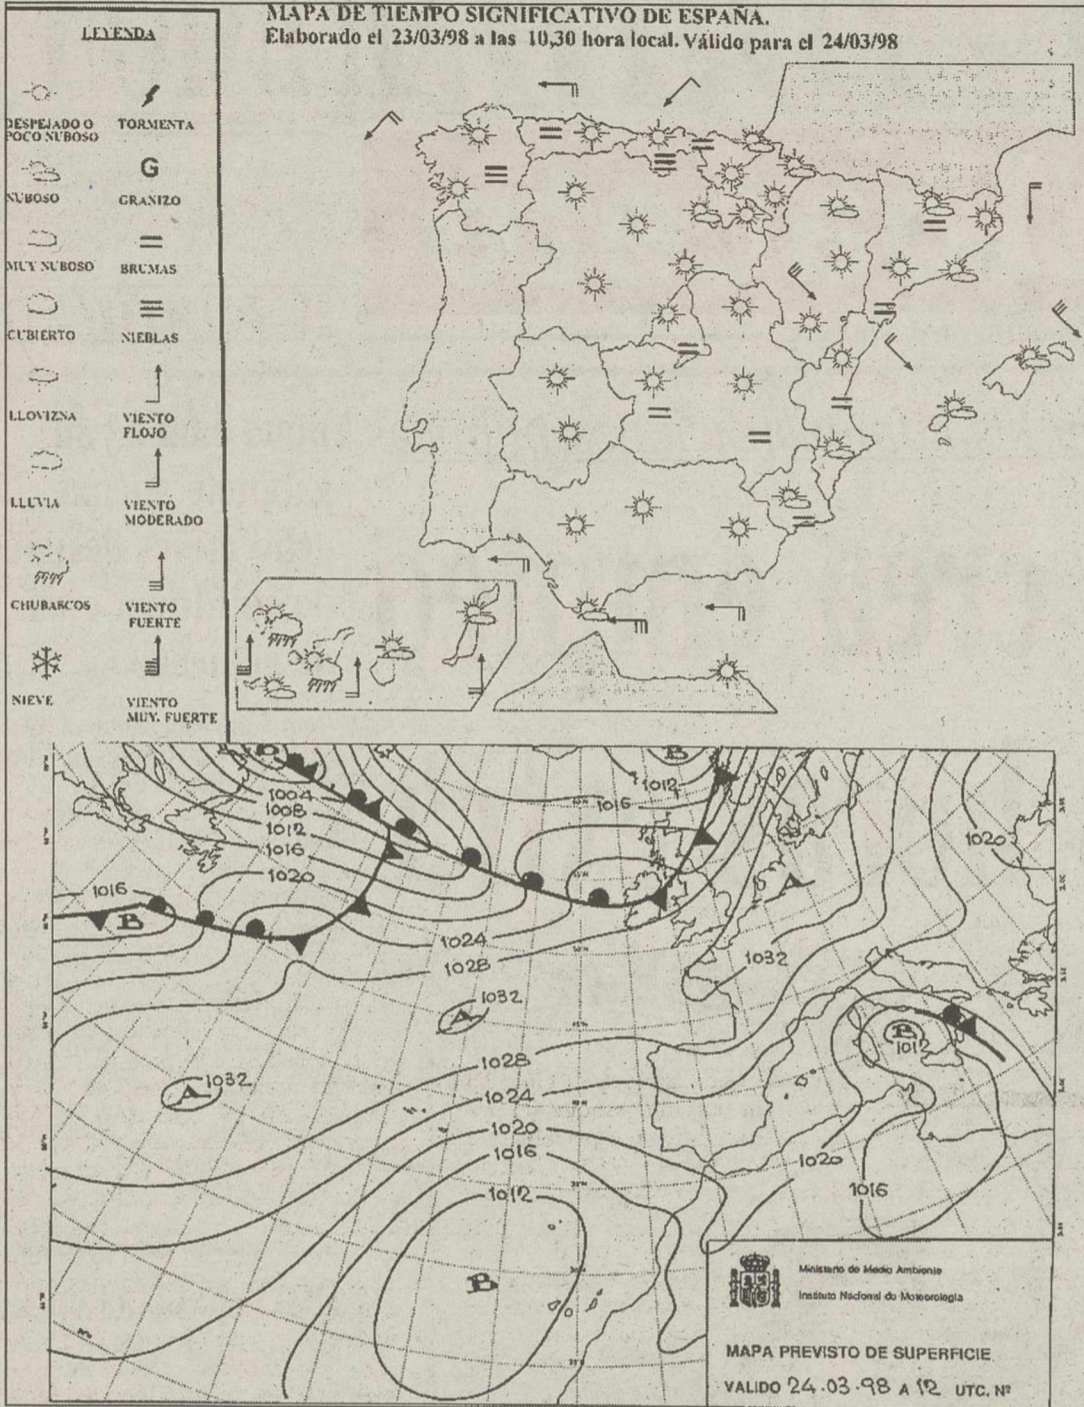 MAPA DE TIEMPO SIGNIFICATIVO DE ESPAÑA.
Elaborado el 23/03/98 a las 10,30 hora local. Válido para el 24/03/98
LEYENDA
DESPEJADO O
POCO NUBOSO
TORMENTA
G
NUBOSO
GRANIZO
MUY NUBOSO
BRUMAS
CUBIERTO
NIEBLAS
LLOVIZNA
VIENTO
FLOJO
LLUVIA
VIENTO
MODERADO
CHUBASCOS
VIENTO
FUERTE
NIEVE
VIENTO
MUY. FUERTE
B
B
1004
1008
1012
1016
1020
1016
B
1012
1016
1020
A
1024
1028
1032
1032
A
B
1012
1032
A
1028
1024
1020
1016
1012
1020
1016
B
Ministerio de Medio Ambiente
Instituto Nacional de Meteorologia
MAPA PREVISTO DE SUPERFICIE
VALIDO 24.03.98 A 12 UTC. Nº